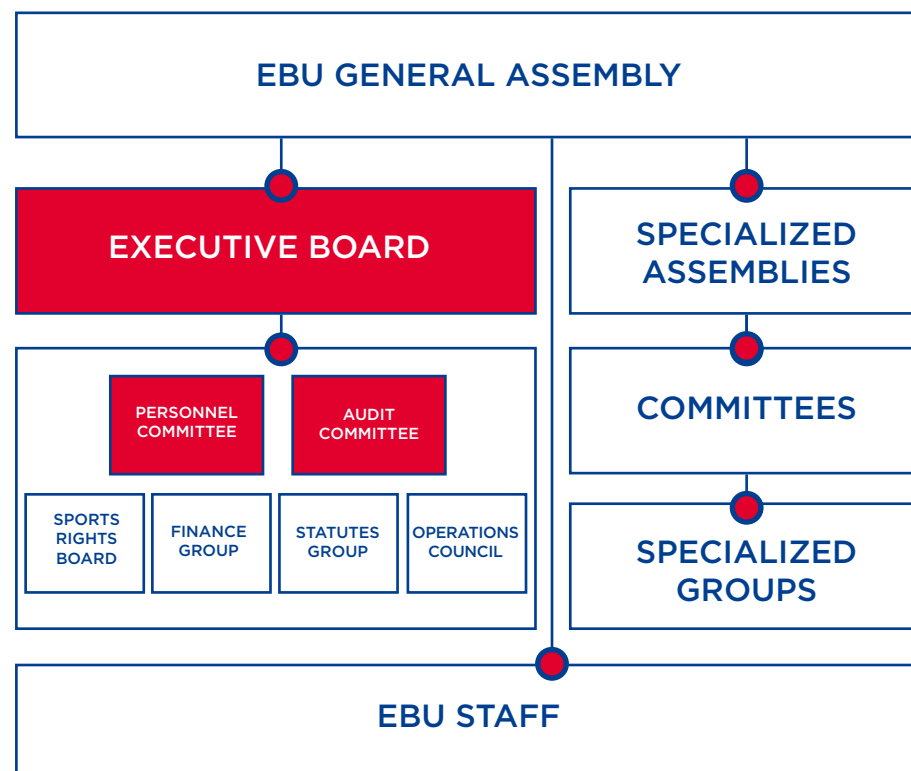 EBU GENERAL ASSEMBLY
EXECUTIVE BOARD
SPECIALIZED
ASSEMBLIES
PERSONNEL
COMMITTEE
AUDIT
COMMITTEE
COMMITTEES
SPORTS
RIGHTS
BOARD
FINANCE
GROUP
STATUTES
GROUP
OPERATIONS
COUNCIL
SPECIALIZED
GROUPS
EBU STAFF